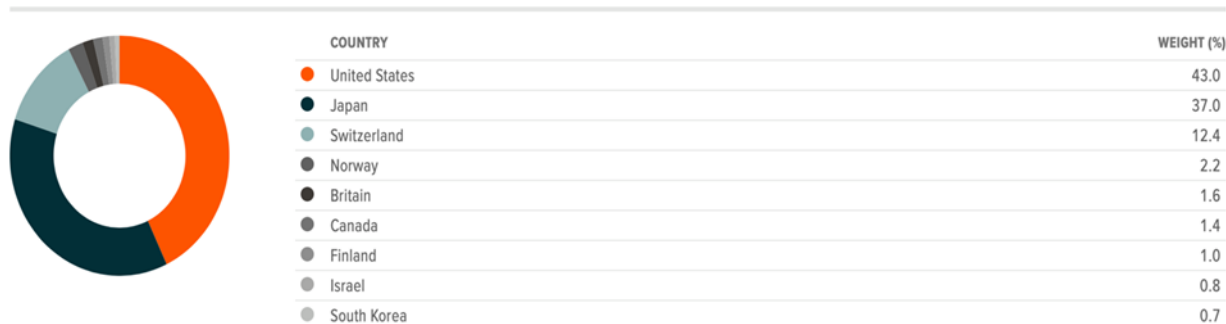 COUNTRY WEIGHT (%)
United States 43.0
Japan 37.0
Switzerland 12.4
Norway 2.2
Britain 1.6
Canada 1.4
Finland 1.0
Israel 0.8
South Korea 0.7